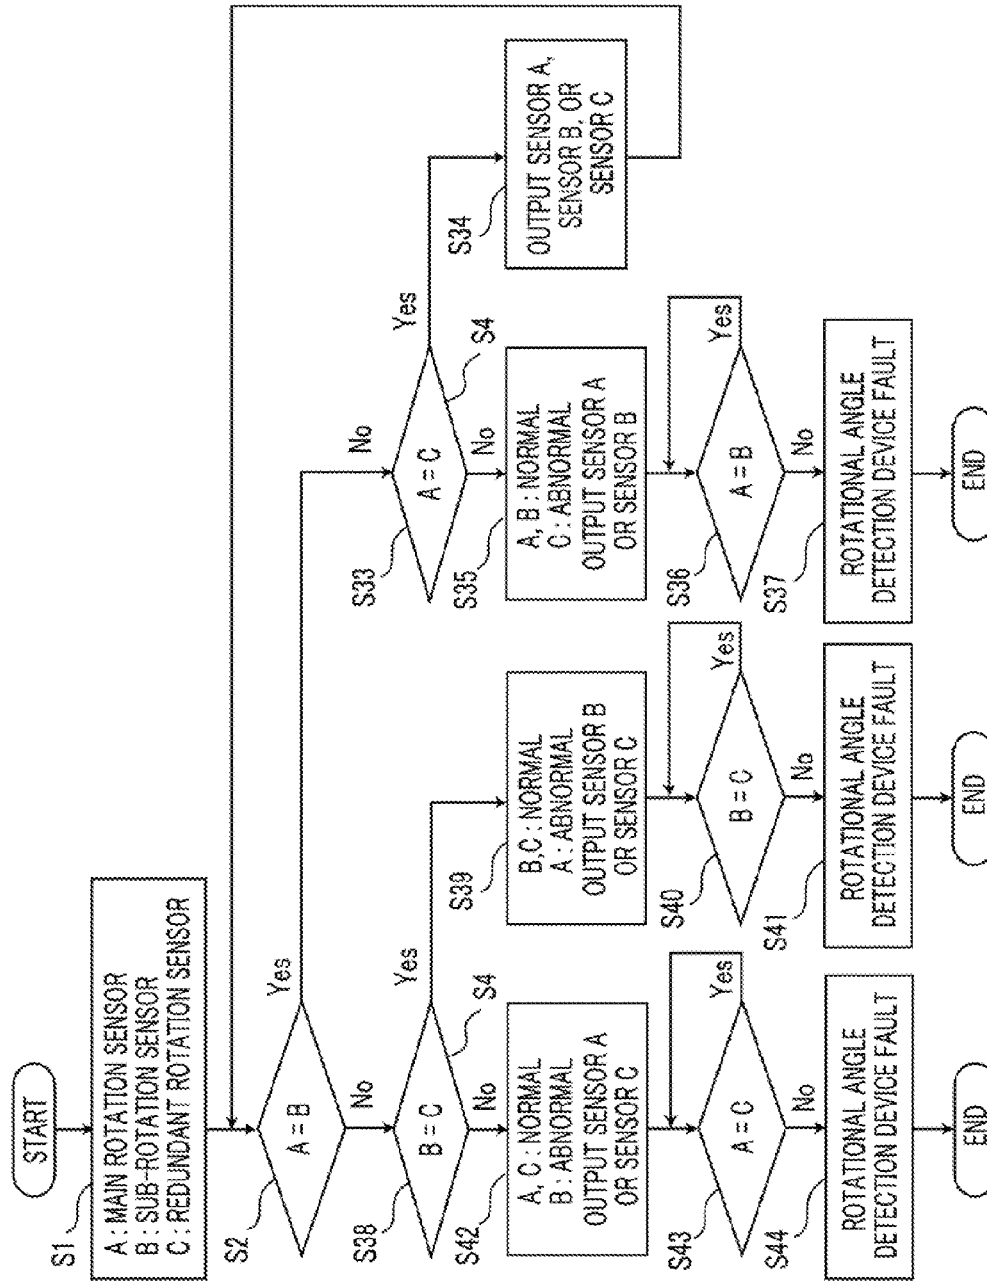 START
S1
A : MAIN ROTATION SENSOR
B : SUB-ROTATION SENSOR
C : REDUNDANT ROTATION SENSOR
S2
A = B
Yes
No
S38
B = C
S4
Yes
No
S42
A, C : NORMAL
B : ABNORMAL
OUTPUT SENSOR A
OR SENSOR C
S43
A = C
Yes
No
S44
ROTATIONAL ANGLE
DETECTION DEVICE FAULT
END
S39
B,C : NORMAL
A : ABNORMAL
OUTPUT SENSOR B
OR SENSOR C
S40
B = C
Yes
No
S41
ROTATIONAL ANGLE
DETECTION DEVICE FAULT
END
No
S33
A = C
S4
Yes
No
S35
A, B : NORMAL
C : ABNORMAL
OUTPUT SENSOR A
OR SENSOR B
S36
A = B
Yes
No
S37
ROTATIONAL ANGLE
DETECTION DEVICE FAULT
END
S34
OUTPUT SENSOR A,
SENSOR B, OR
SENSOR C